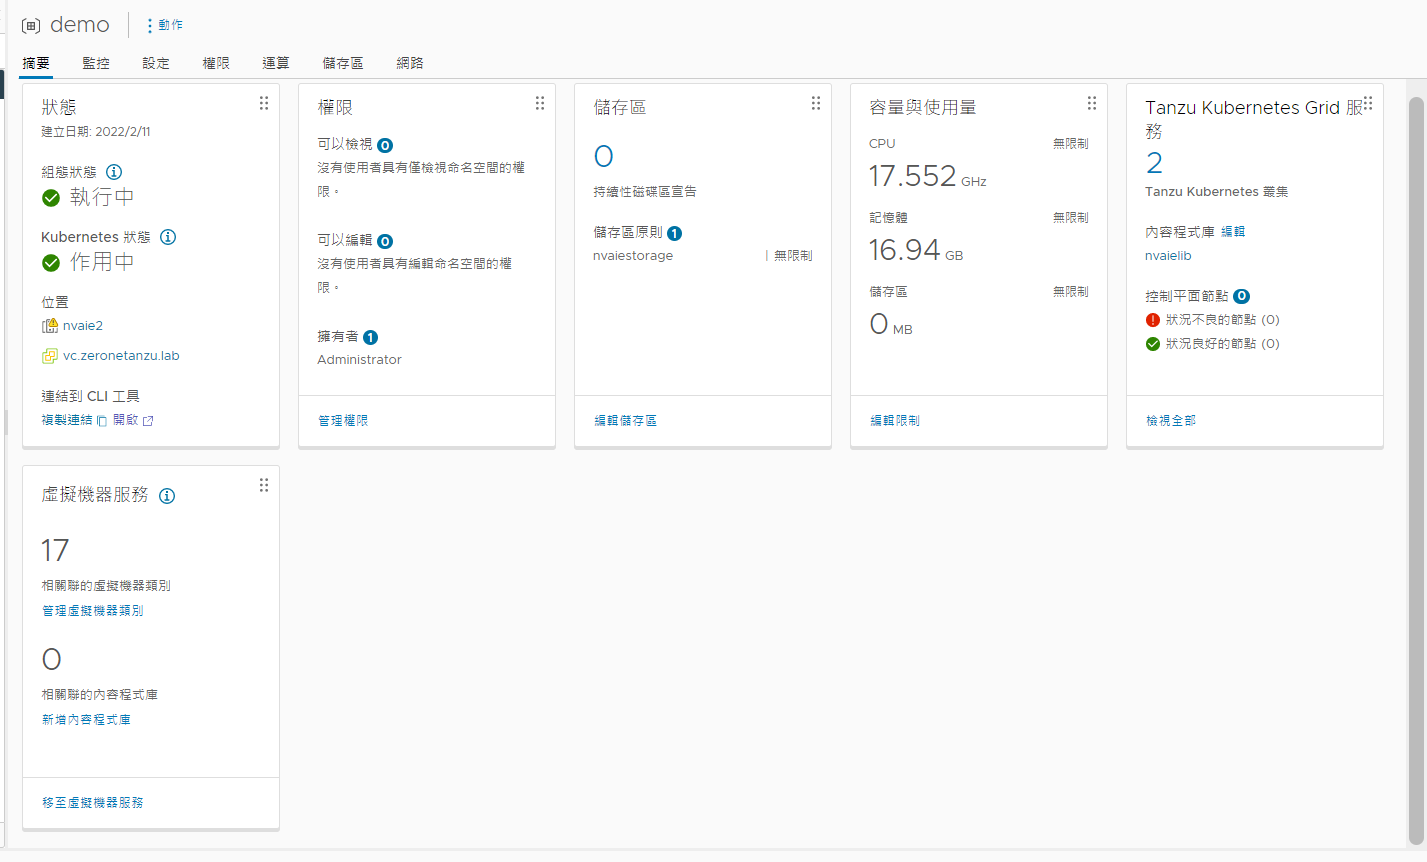 demo
動作
摘要
監控
設定
權限
運算
儲存區
網路
狀態
建立日期: 2022/2/11
組態狀態
執行中
Kubernetes 狀態
作用中
位置
nvaie2
vc.zeronetanzu.lab
連結到 CLI 工具
複製連結 開啟
權限
可以檢視 0
沒有使用者具有僅檢視命名空間的權
限。
可以編輯 0
沒有使用者具有編輯命名空間的權
限。
擁有者 1
Administrator
管理權限
儲存區
0
持續性磁碟區宣告
儲存區原則 1
nvaiestorage | 無限制
編輯儲存區
容量與使用量
CPU 無限制
17.552 GHz
記憶體 無限制
16.94 GB
儲存區 無限制
0 MB
編輯限制
Tanzu Kubernetes Grid 服
務
2
Tanzu Kubernetes 叢集
內容程式庫 編輯
nvaielib
控制平面節點 0
狀況不良的節點 (0)
狀況良好的節點 (0)
檢視全部
虛擬機器服務
17
相關聯的虛擬機器類別
管理虛擬機器類別
0
相關聯的內容程式庫
新增內容程式庫
移至虛擬機器服務